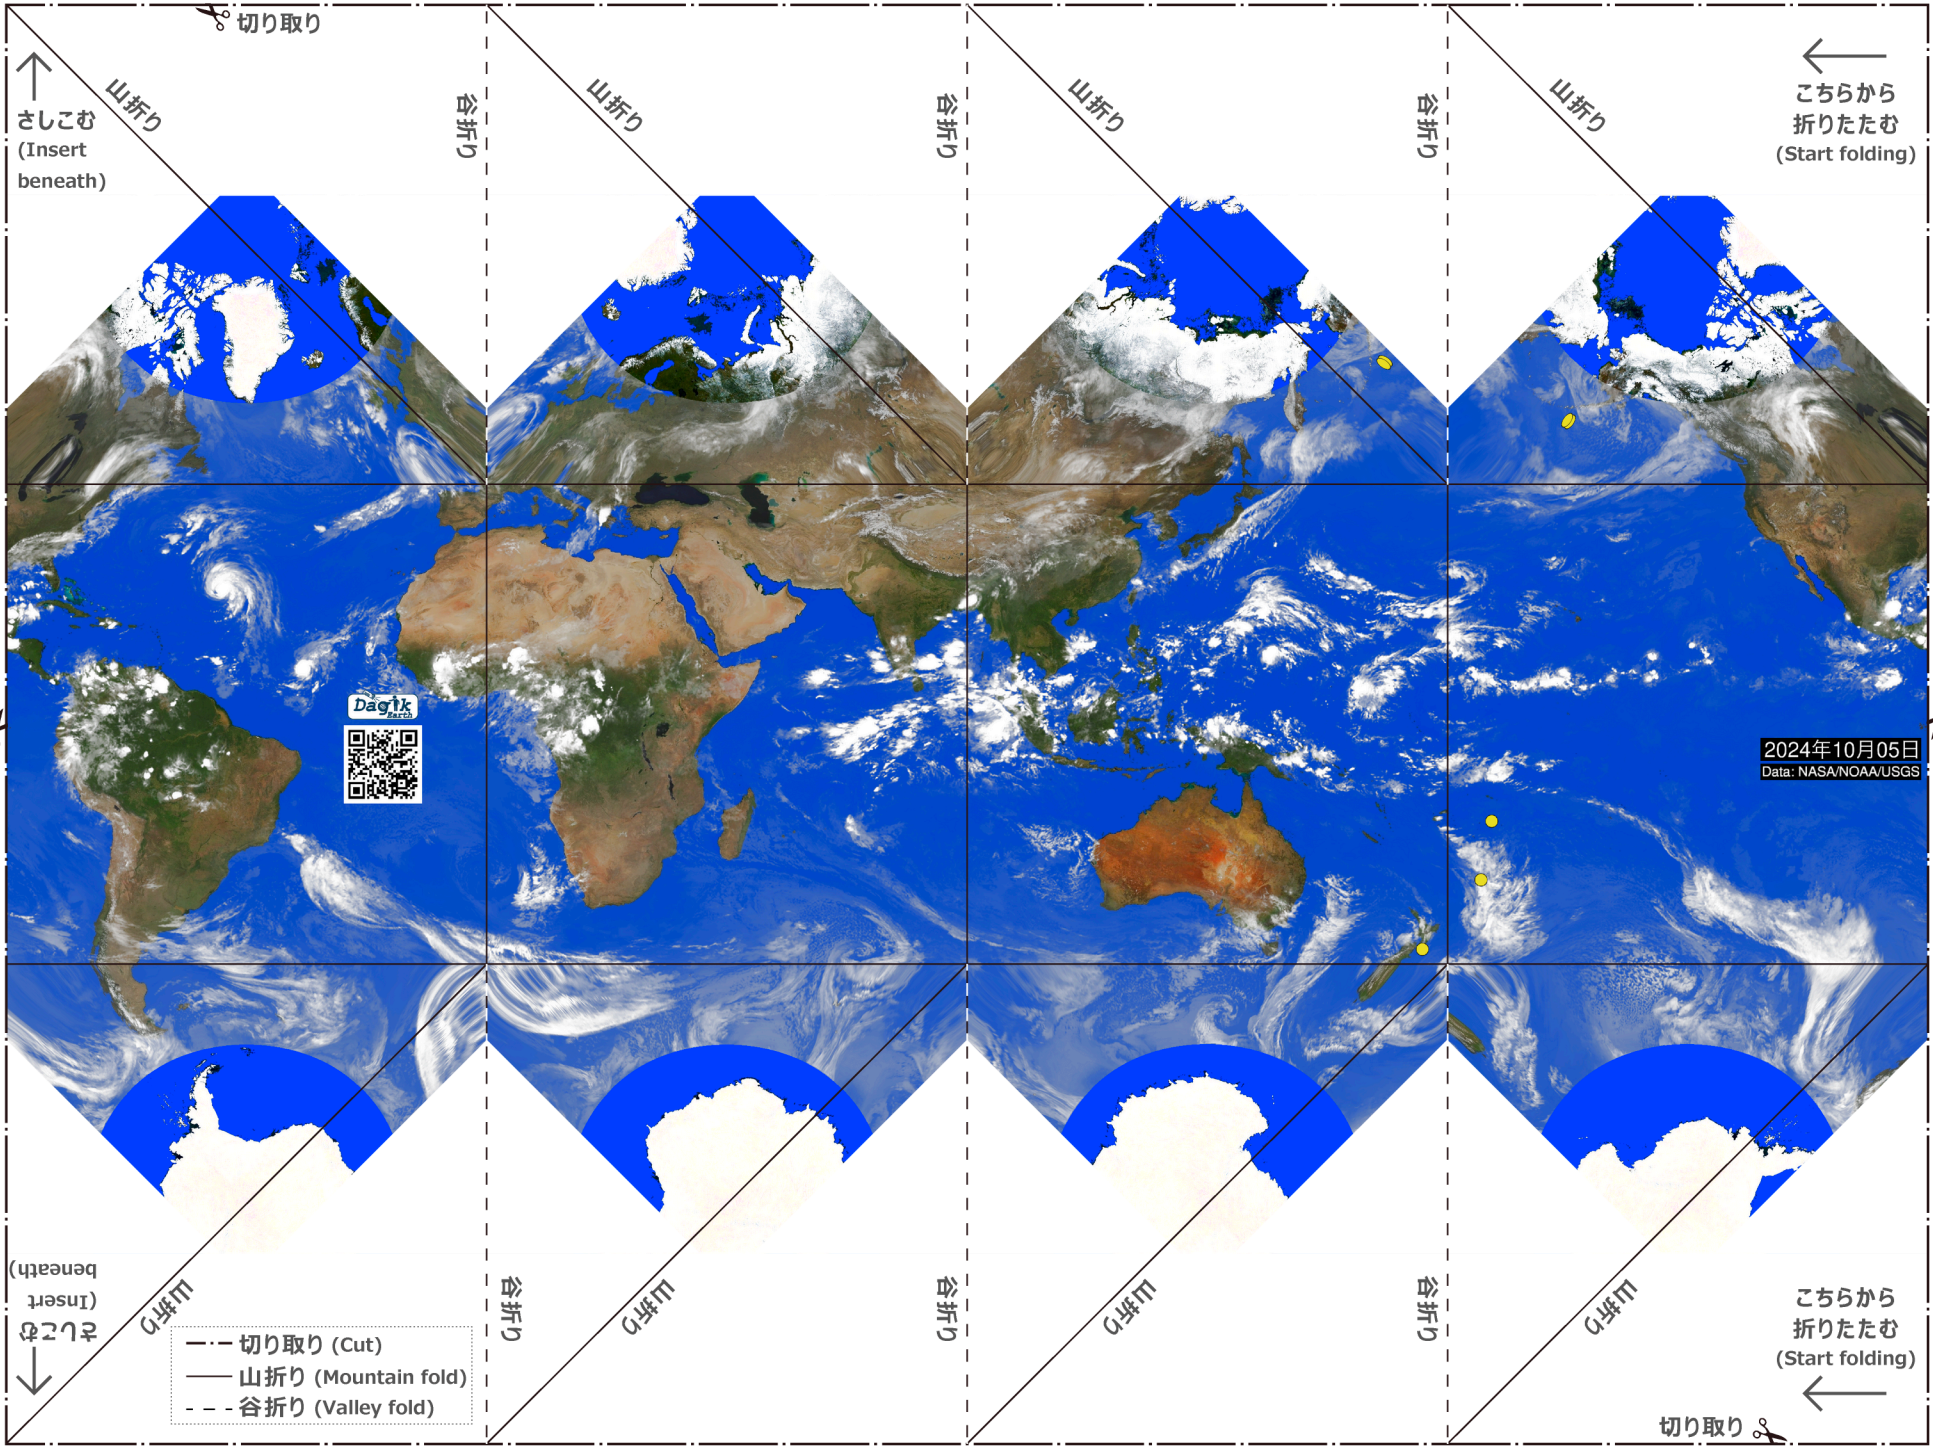 切り取り
山折り
谷折り
山折り
谷折り
山折り
谷折り
山折り
さしこむ
(Insert
beneath)
こちらから
折りたたむ
(Start folding)
Dagik
Earth
2024年10月05日
Data: NASA/NOAA/USGS
さしこむ
(Insert
beneath)
山折り
谷折り
山折り
谷折り
山折り
谷折り
山折り
こちらから
折りたたむ
(Start folding)
切り取り (Cut)
山折り (Mountain fold)
谷折り (Valley fold)
切り取り